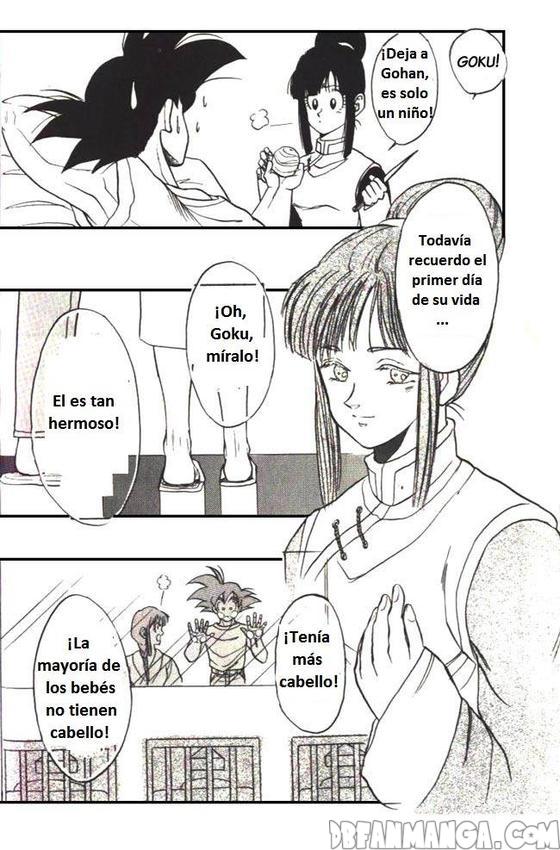 GOKU!
¡Deja a
Gohan,
es solo
un niño!
Todavía
recuerdo el
primer día
de su vida
...
¡Oh,
Goku,
míralo!
El es tan
hermoso!
¡Tenía
más
cabello!
¡La
mayoría de
los bebés
no tienen
cabello!
DBFANMANGA.COM